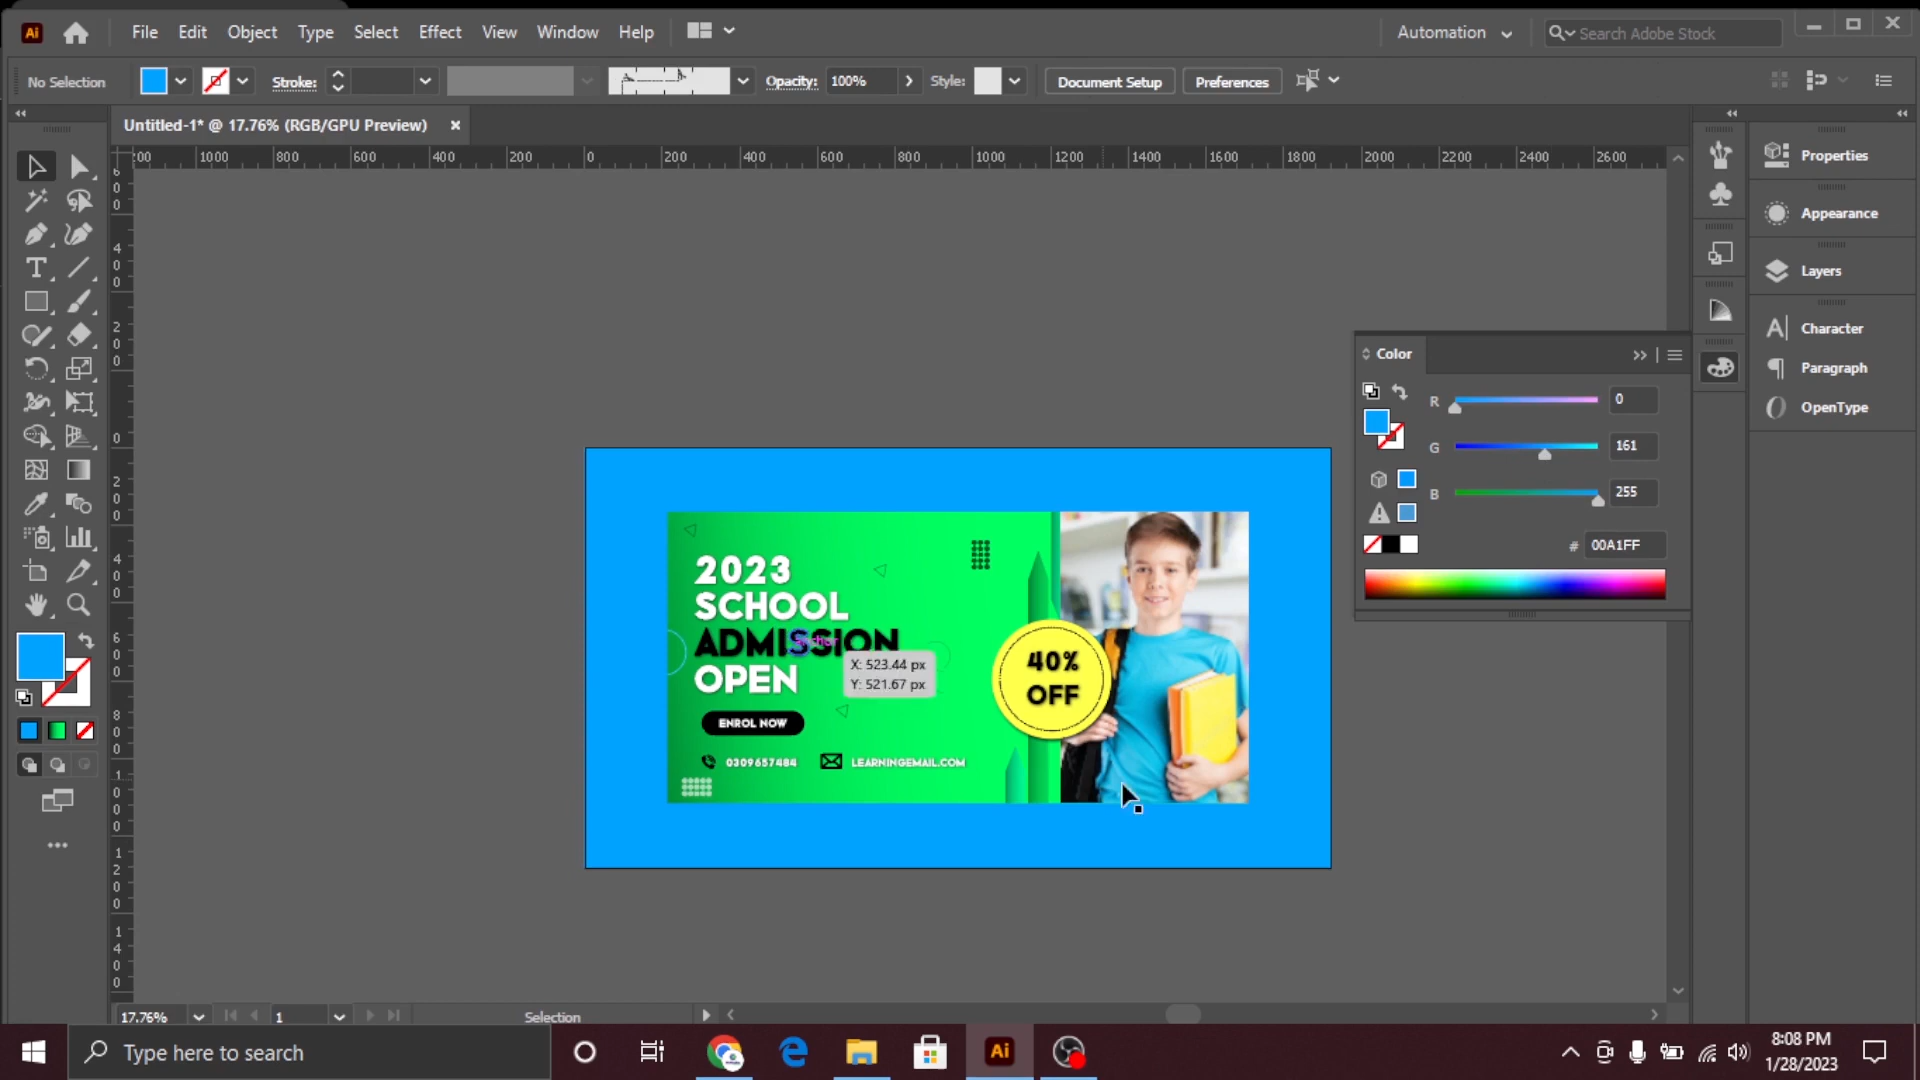 Ai
File Edit Object Type Select Effect View Window Help
Automation
Search Adobe Stock
No Selection
Stroke:
Opacity: 100%
Style:
Document Setup
Preferences
Untitled-1* @ 17.76% (RGB/GPU Preview)
1000 800 600 400 200 0 200 400 600 800 1000 1200 1400 1600 1800 2000 2200 2400 2600
Properties
Appearance
Layers
Character
Paragraph
OpenType
Color
R 0
G 161
B 255
# 00A1FF
2023
SCHOOL
ADMISSION
OPEN
X: 523.44 px
Y: 521.67 px
40%
OFF
ENROL NOW
0309657484
LEARNINGEMAIL.COM
17.76%
1
Selection
Type here to search
Ai
8:08 PM
1/28/2023